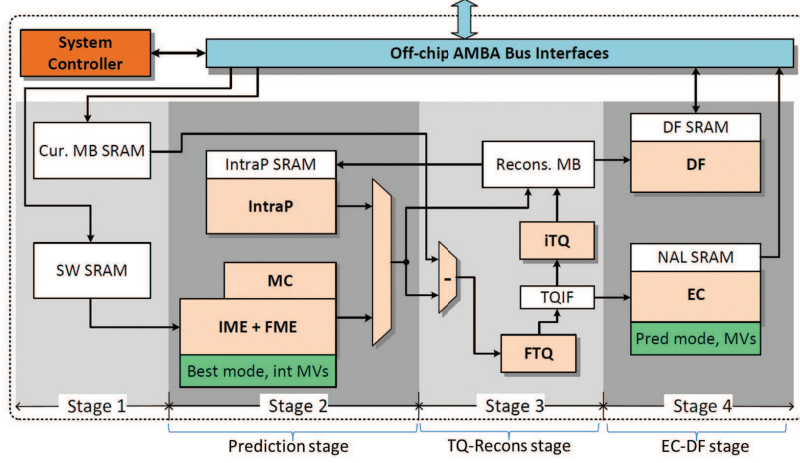 System
Controller
Off-chip AMBA Bus Interfaces
Cur. MB SRAM
SW SRAM
IntraP SRAM
IntraP
MC
IME + FME
Best mode, int MVs
Recons. MB
iTQ
-
TQIF
FTQ
DF SRAM
DF
NAL SRAM
EC
Pred mode, MVs
Stage 1
Stage 2
Stage 3
Stage 4
Prediction stage
TQ-Recons stage
EC-DF stage